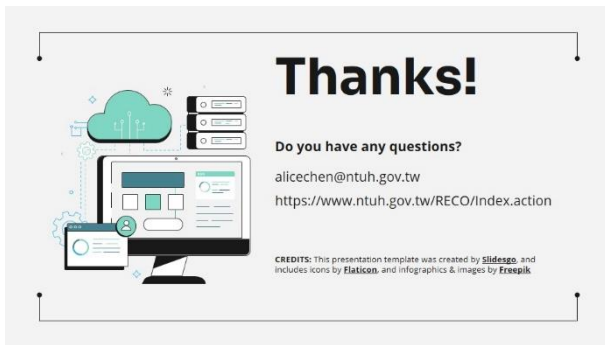 Thanks!
Do you have any questions?
alicechen@ntuh.gov.tw
https://www.ntuh.gov.tw/RECO/Index.action
CREDITS: This presentation template was created by Slidesgo, and
includes icons by Flaticon, and infographics & images by Freepik